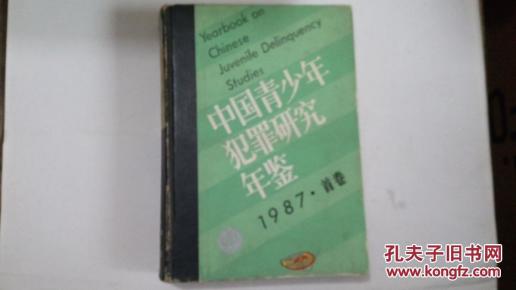 Yearbook on
Chinese
Juvenile Delinquency
Studies
中国青少年
犯罪研究
年鉴
1987·首卷
孔夫子旧书网
www.kongfz.com